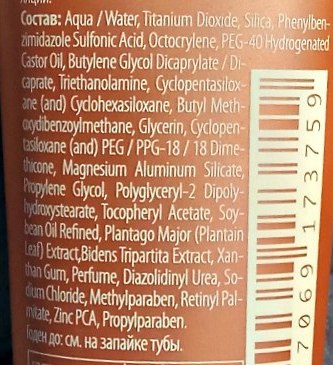 Состав: Aqua / Water, Titanium Dioxide, Silica, Phenylben-
zimidazole Sulfonic Acid, Octocrylene, PEG-40 Hydrogenated
Castor Oil, Butylene Glycol Dicaprylate / Di-
caprate, Triethanolamine, Cyclopentasilox-
ane (and) Cyclohexasiloxane, Butyl Meth-
oxydibenzoylmethane, Glycerin, Cyclopen-
tasiloxane (and) PEG / PPG-18 / 18 Dime-
thicone, Magnesium Aluminum Silicate,
Propylene Glycol, Polyglyceryl-2 Dipoly-
hydroxystearate, Tocopheryl Acetate, Soy-
bean Oil Refined, Plantago Major (Plantain
Leaf) Extract,Bidens Tripartita Extract, Xan-
than Gum, Perfume, Diazolidinyl Urea, So-
dium Chloride, Methylparaben, Retinyl Pal-
mitate, Zinc PCA, Propylparaben.
Годен до: см. на запайке тубы.
7069 173759